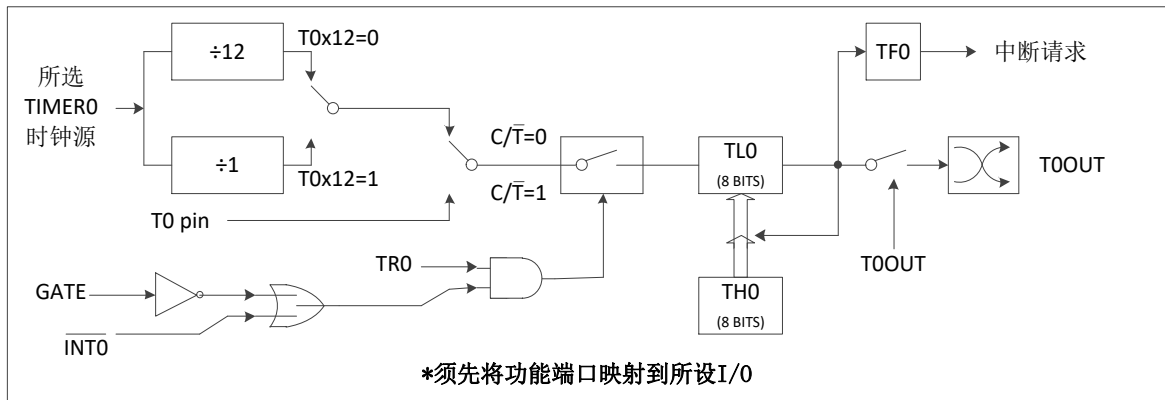 ÷12
T0x12=0
TF0
中断请求
所选
TIMER0
时钟源
÷1
T0x12=1
C/T̅=0
C/T̅=1
TL0
(8 BITS)
T0OUT
T0 pin
TR0
T0OUT
GATE
TH0
(8 BITS)
I̅N̅T̅0̅
*须先将功能端口映射到所设I/O